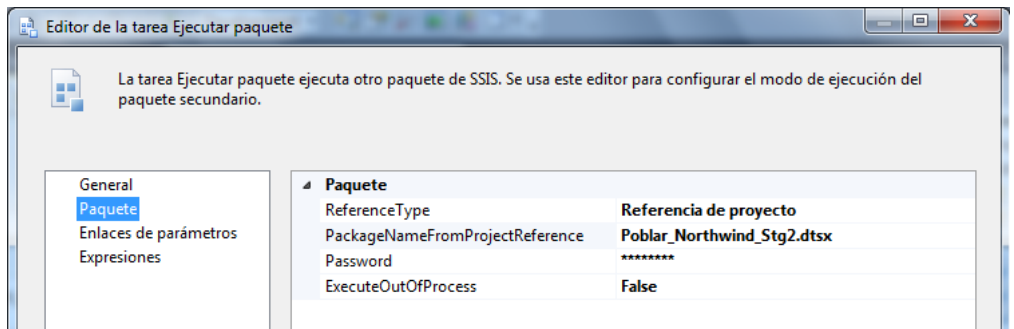 Editor de la tarea Ejecutar paquete
La tarea Ejecutar paquete ejecuta otro paquete de SSIS. Se usa este editor para configurar el modo de ejecución del
paquete secundario.
General
Paquete
Enlaces de parámetros
Expresiones
Paquete
ReferenceType Referencia de proyecto
PackageNameFromProjectReference Poblar_Northwind_Stg2.dtsx
Password ********
ExecuteOutOfProcess False